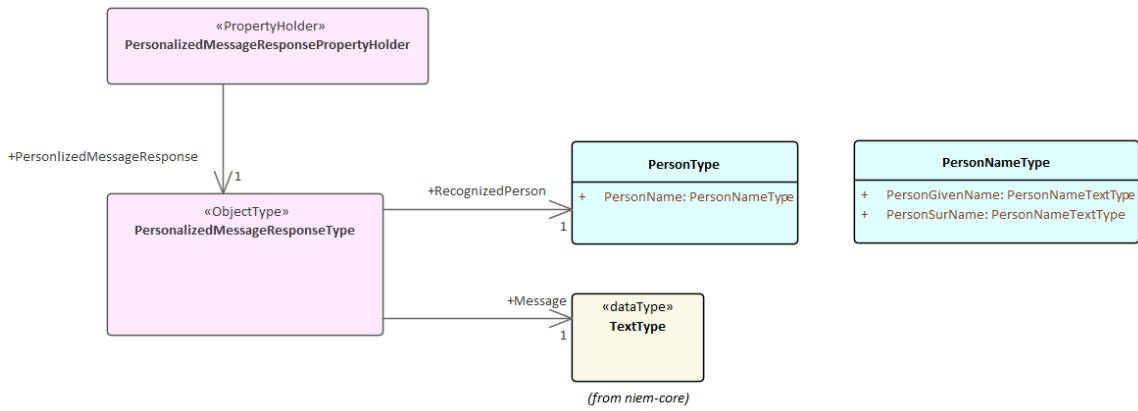 «PropertyHolder»
PersonalizedMessageResponsePropertyHolder
+PersonlizedMessageResponse
1
«ObjectType»
PersonalizedMessageResponseType
+RecognizedPerson
1
PersonType
+ PersonName: PersonNameType
PersonNameType
+ PersonGivenName: PersonNameTextType
+ PersonSurName: PersonNameTextType
+Message
1
«dataType»
TextType
(from niem-core)